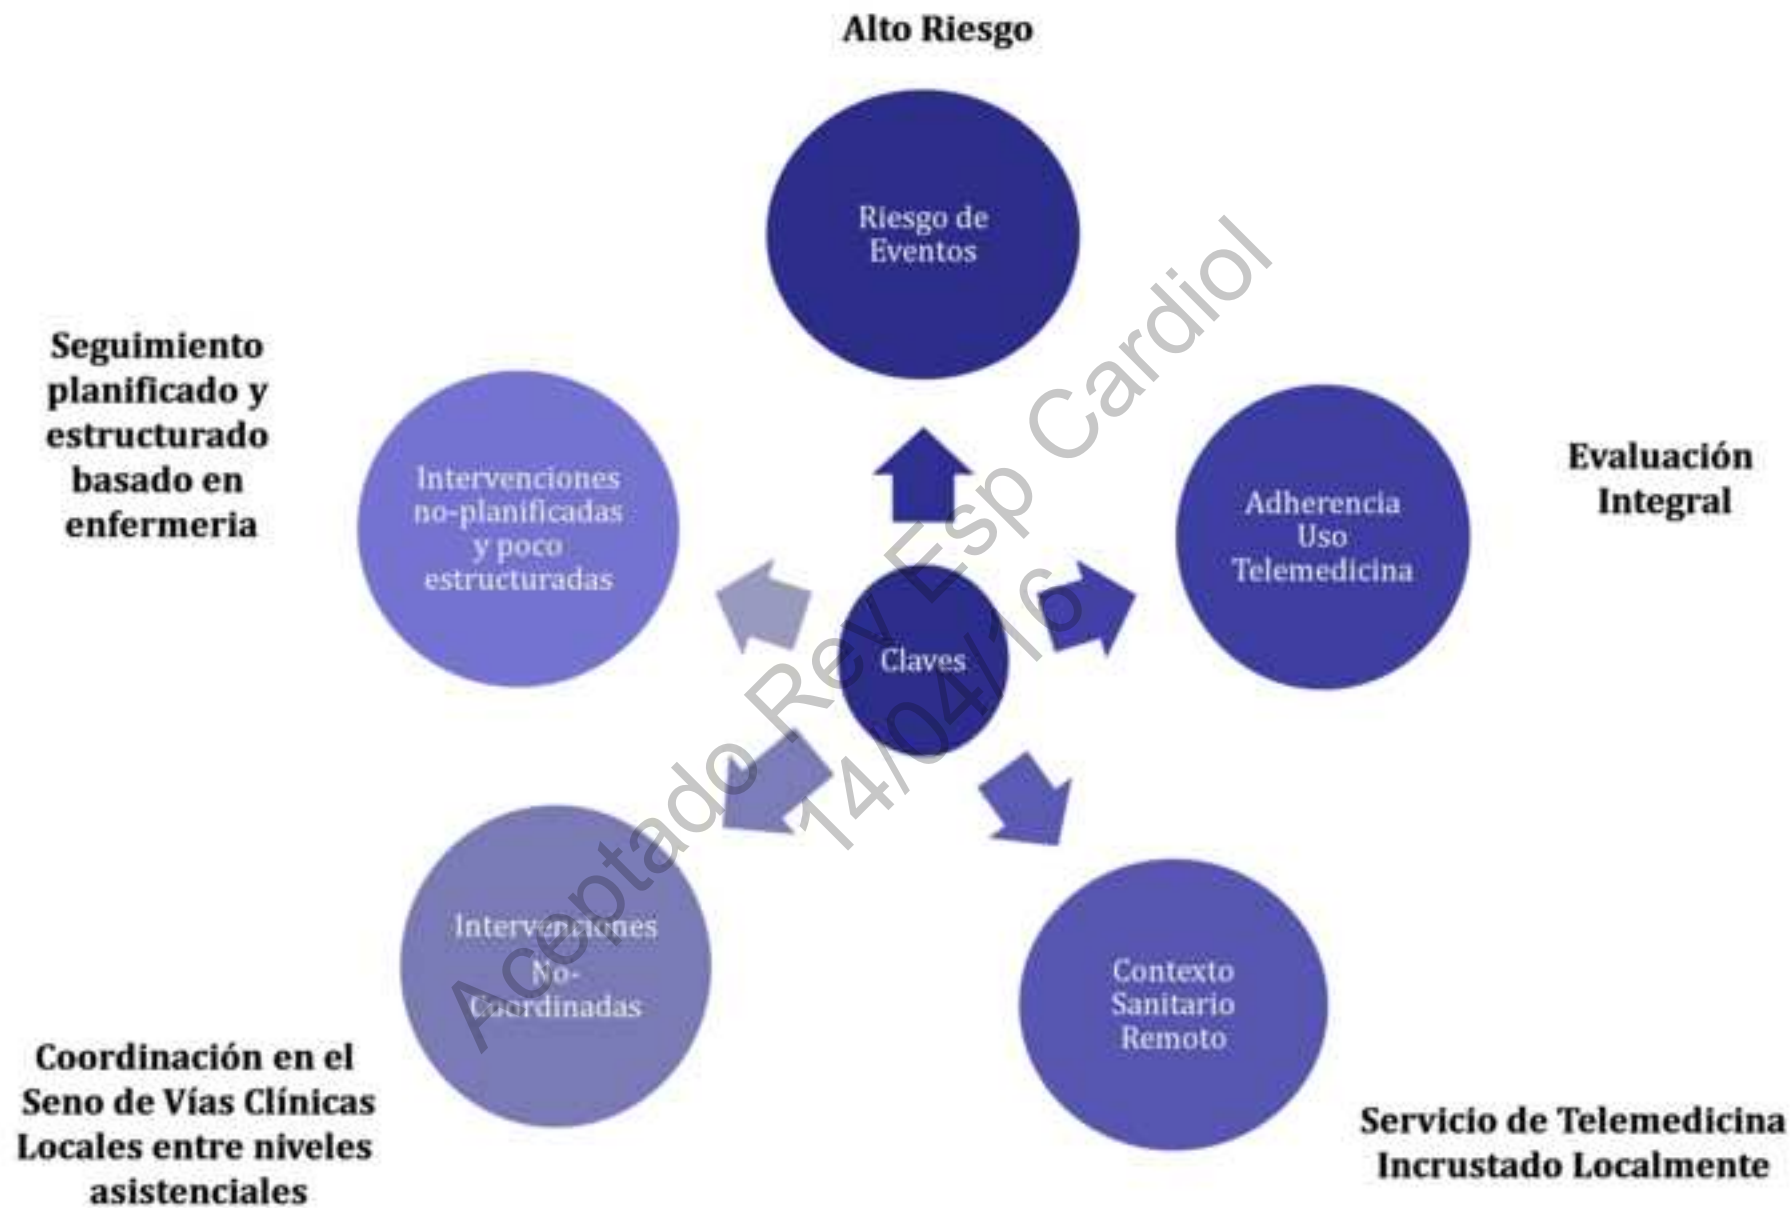 Alto Riesgo
Riesgo de
Eventos
Seguimiento
planificado y
estructurado
basado en
enfermeria
Intervenciones
no-planificadas
y poco
estructuradas
Adherencia
Uso
Telemedicina
Evaluación
Integral
Claves
Intervenciones
No-
Coordinadas
Contexto
Sanitario
Remoto
Coordinación en el
Seno de Vías Clínicas
Locales entre niveles
asistenciales
Servicio de Telemedicina
Incrustado Localmente
Aceptado Rev Esp Cardiol
14/04/16